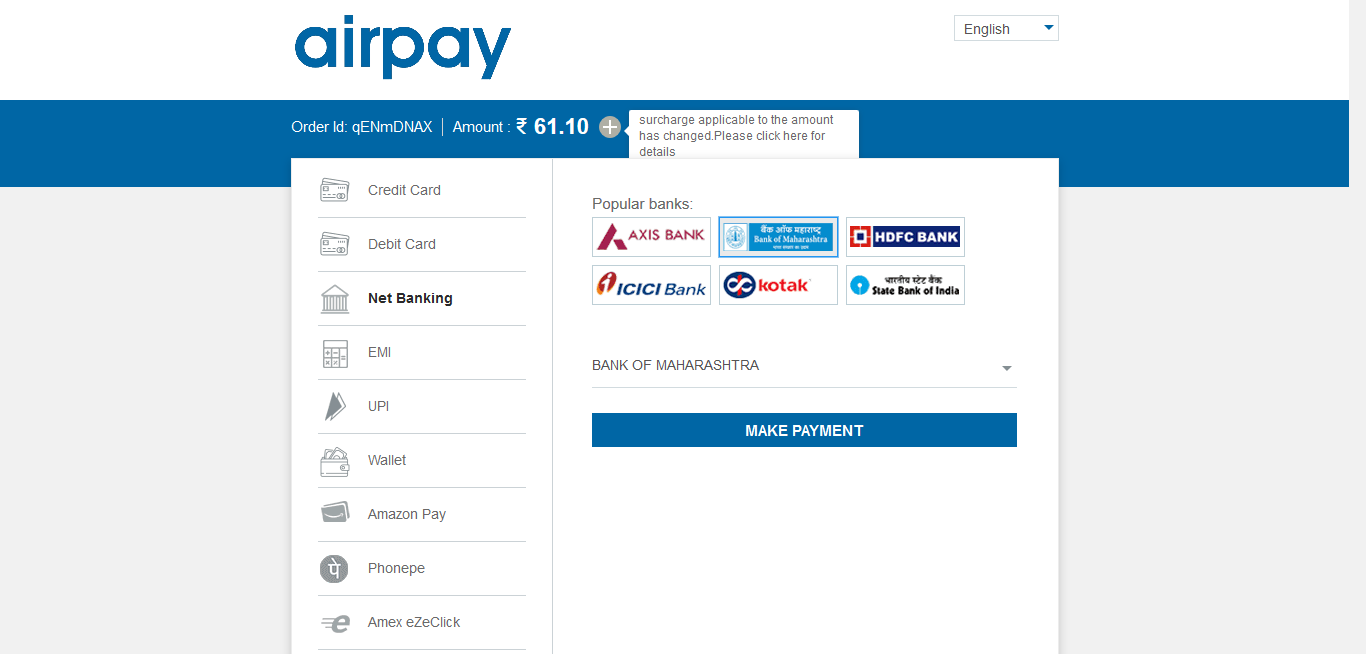 airpay
English
Order Id: qENmDNAX | Amount : ₹ 61.10
surcharge applicable to the amount
has changed.Please click here for
details
Credit Card
Debit Card
Net Banking
EMI
UPI
Wallet
Amazon Pay
Phonepe
Amex eZeClick
Popular banks:
AXIS BANK
बैंक ऑफ महाराष्ट्र
Bank of Maharashtra
HDFC BANK
ICICI Bank
kotak
भारतीय स्टेट बैंक
State Bank of India
BANK OF MAHARASHTRA
MAKE PAYMENT